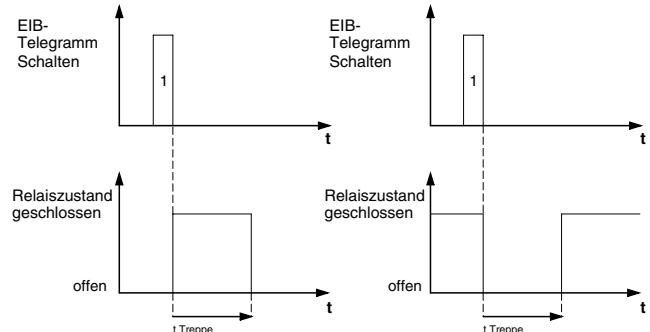 EIB-
Telegramm
Schalten
1
t
Relaiszustand
geschlossen
offen
t
t Treppe
EIB-
Telegramm
Schalten
1
t
Relaiszustand
geschlossen
offen
t
t Treppe